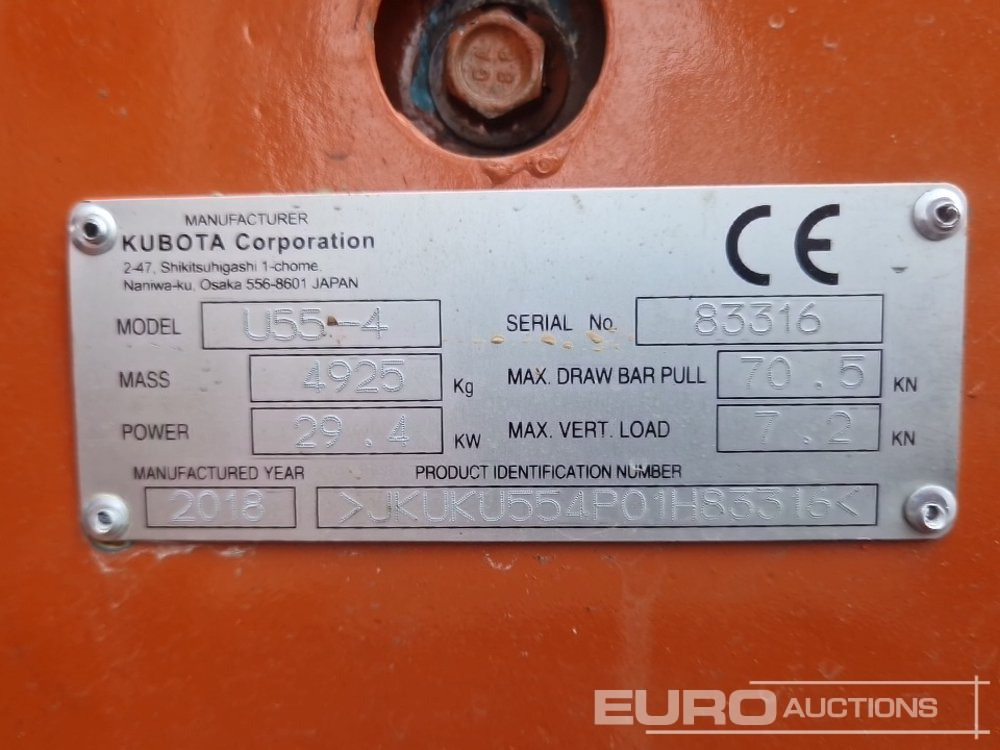 MANUFACTURER
KUBOTA Corporation
2-47, Shikitsuhigashi 1-chome,
Naniwa-ku, Osaka 556-8601 JAPAN
CE
MODEL U55-4 SERIAL No. 83316
MASS 4925 Kg MAX. DRAW BAR PULL 70.5 KN
POWER 29.4 KW MAX. VERT. LOAD 7.2 KN
MANUFACTURED YEAR PRODUCT IDENTIFICATION NUMBER
2018 >JKUKU554P01H83316<
EURO AUCTIONS